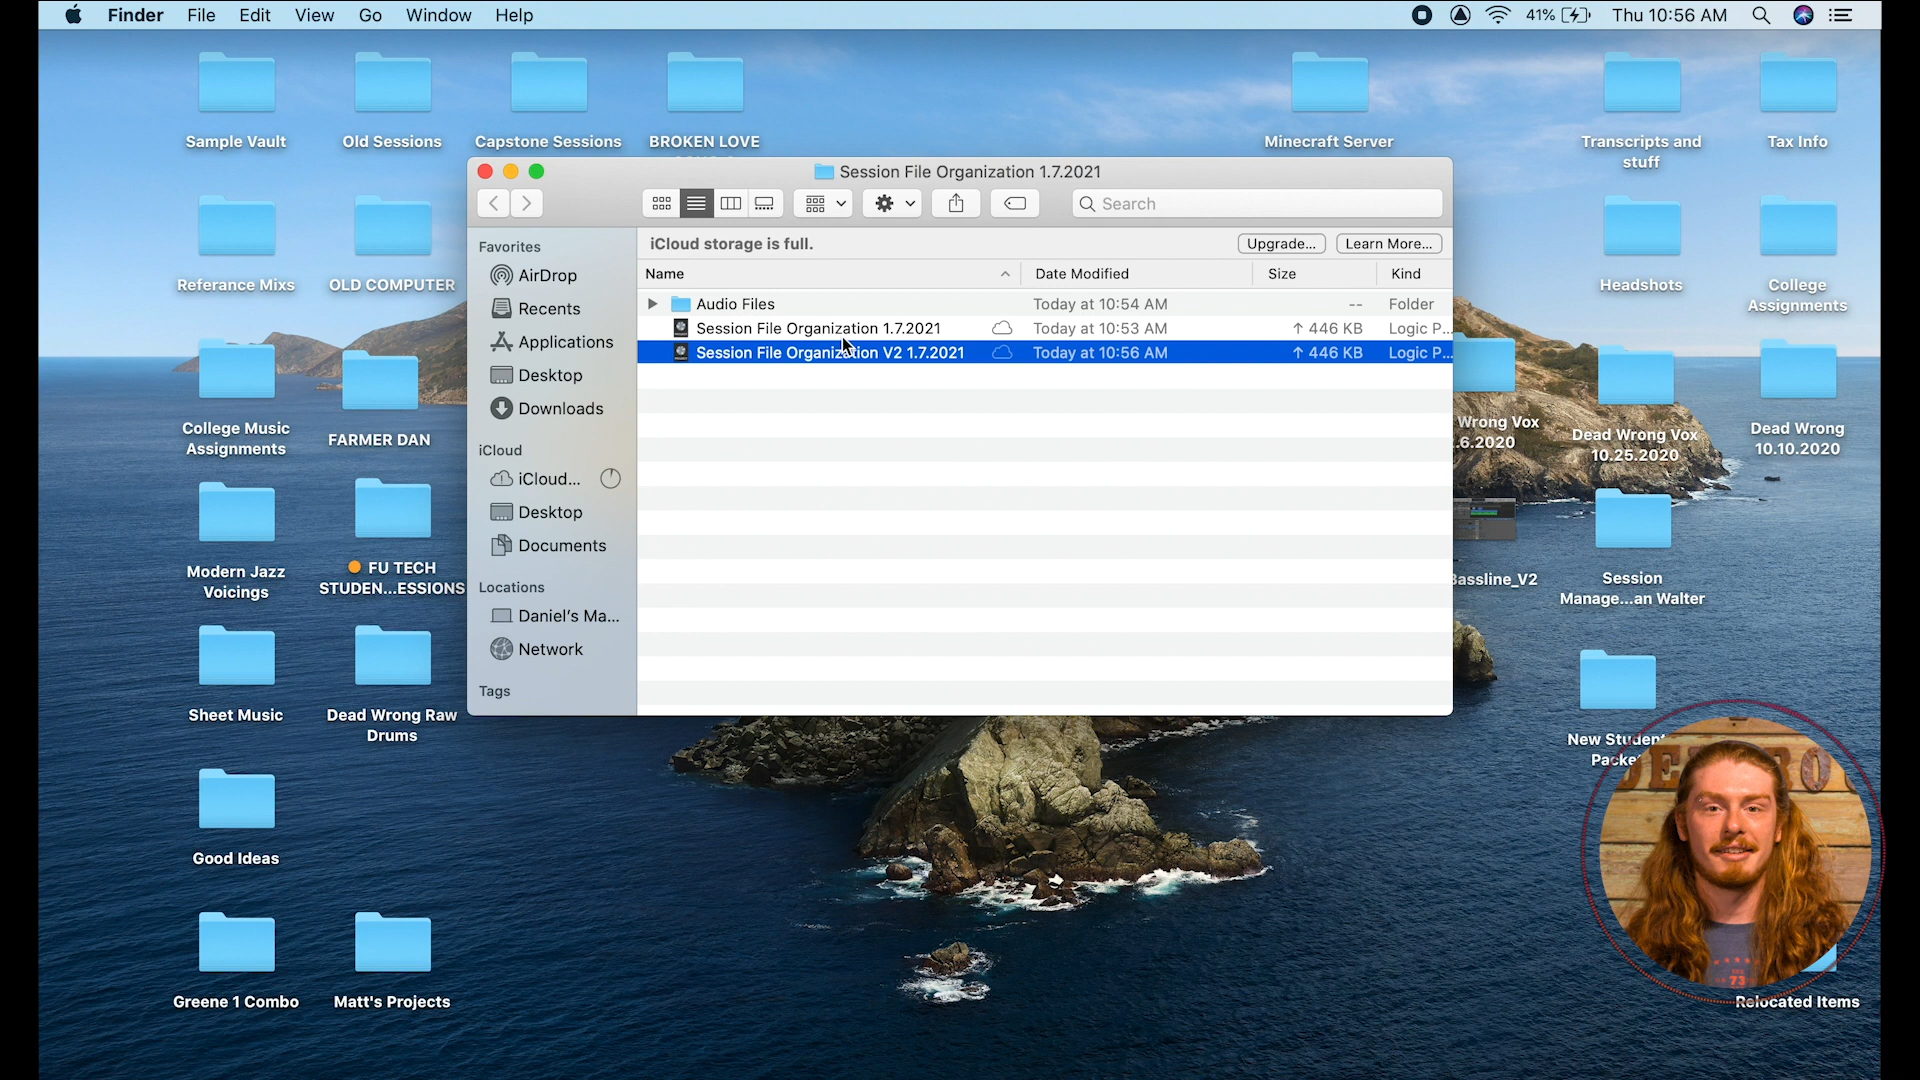 Finder File Edit View Go Window Help
41% Thu 10:56 AM
Sample Vault
Old Sessions
Capstone Sessions
BROKEN LOVE
Minecraft Server
Transcripts and
stuff
Tax Info
Session File Organization 1.7.2021
Search
Referance Mixs
OLD COMPUTER
Headshots
College
Assignments
iCloud storage is full.
Upgrade...
Learn More...
Name
Date Modified
Size
Kind
Audio Files Today at 10:54 AM -- Folder
Session File Organization 1.7.2021 Today at 10:53 AM ↑ 446 KB Logic P...
Session File Organization V2 1.7.2021 Today at 10:56 AM ↑ 446 KB Logic P...
Favorites
AirDrop
Recents
Applications
Desktop
Downloads
iCloud
iCloud...
Desktop
Documents
Locations
Daniel's Ma...
Network
Tags
College Music
Assignments
FARMER DAN
Wrong Vox
.6.2020
Dead Wrong Vox
10.25.2020
Dead Wrong
10.10.2020
Modern Jazz
Voicings
FU TECH
STUDEN...ESSIONS
Bassline_V2
Session
Manage...an Walter
Sheet Music
Dead Wrong Raw
Drums
New Student
Packe
Good Ideas
73
Greene 1 Combo
Matt's Projects
Relocated Items